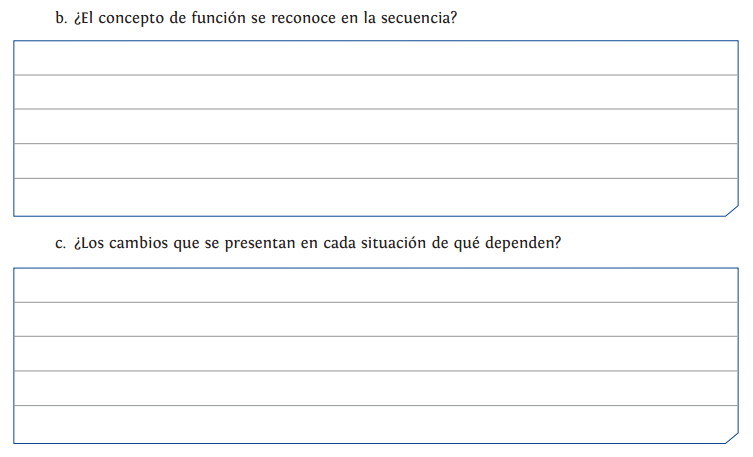 b. ¿El concepto de función se reconoce en la secuencia?
c. ¿Los cambios que se presentan en cada situación de qué dependen?